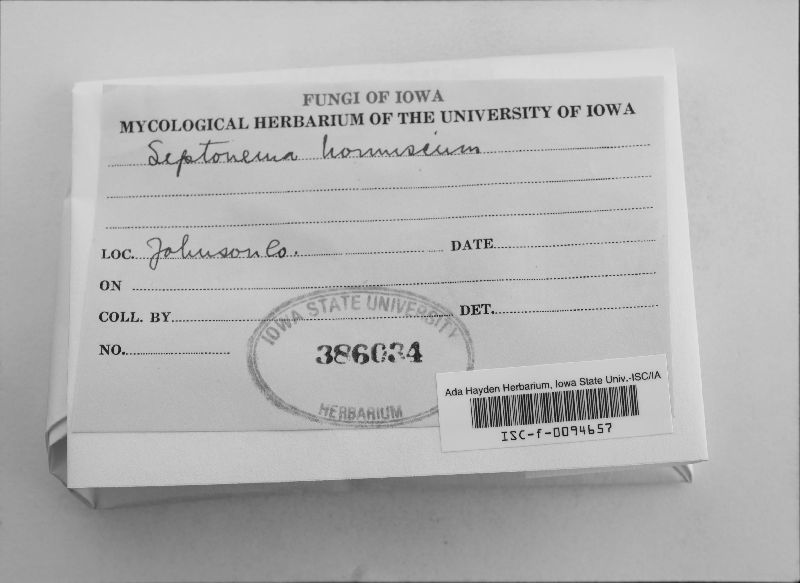 FUNGI OF IOWA
MYCOLOGICAL HERBARIUM OF THE UNIVERSITY OF IOWA
Septonema hormiscium
LOC. Johnson Co. DATE
ON
COLL. BY DET.
NO.
IOWA STATE UNIVERSITY
386034
HERBARIUM
Ada Hayden Herbarium, Iowa State Univ.-ISC/IA
ISC-f-0094657